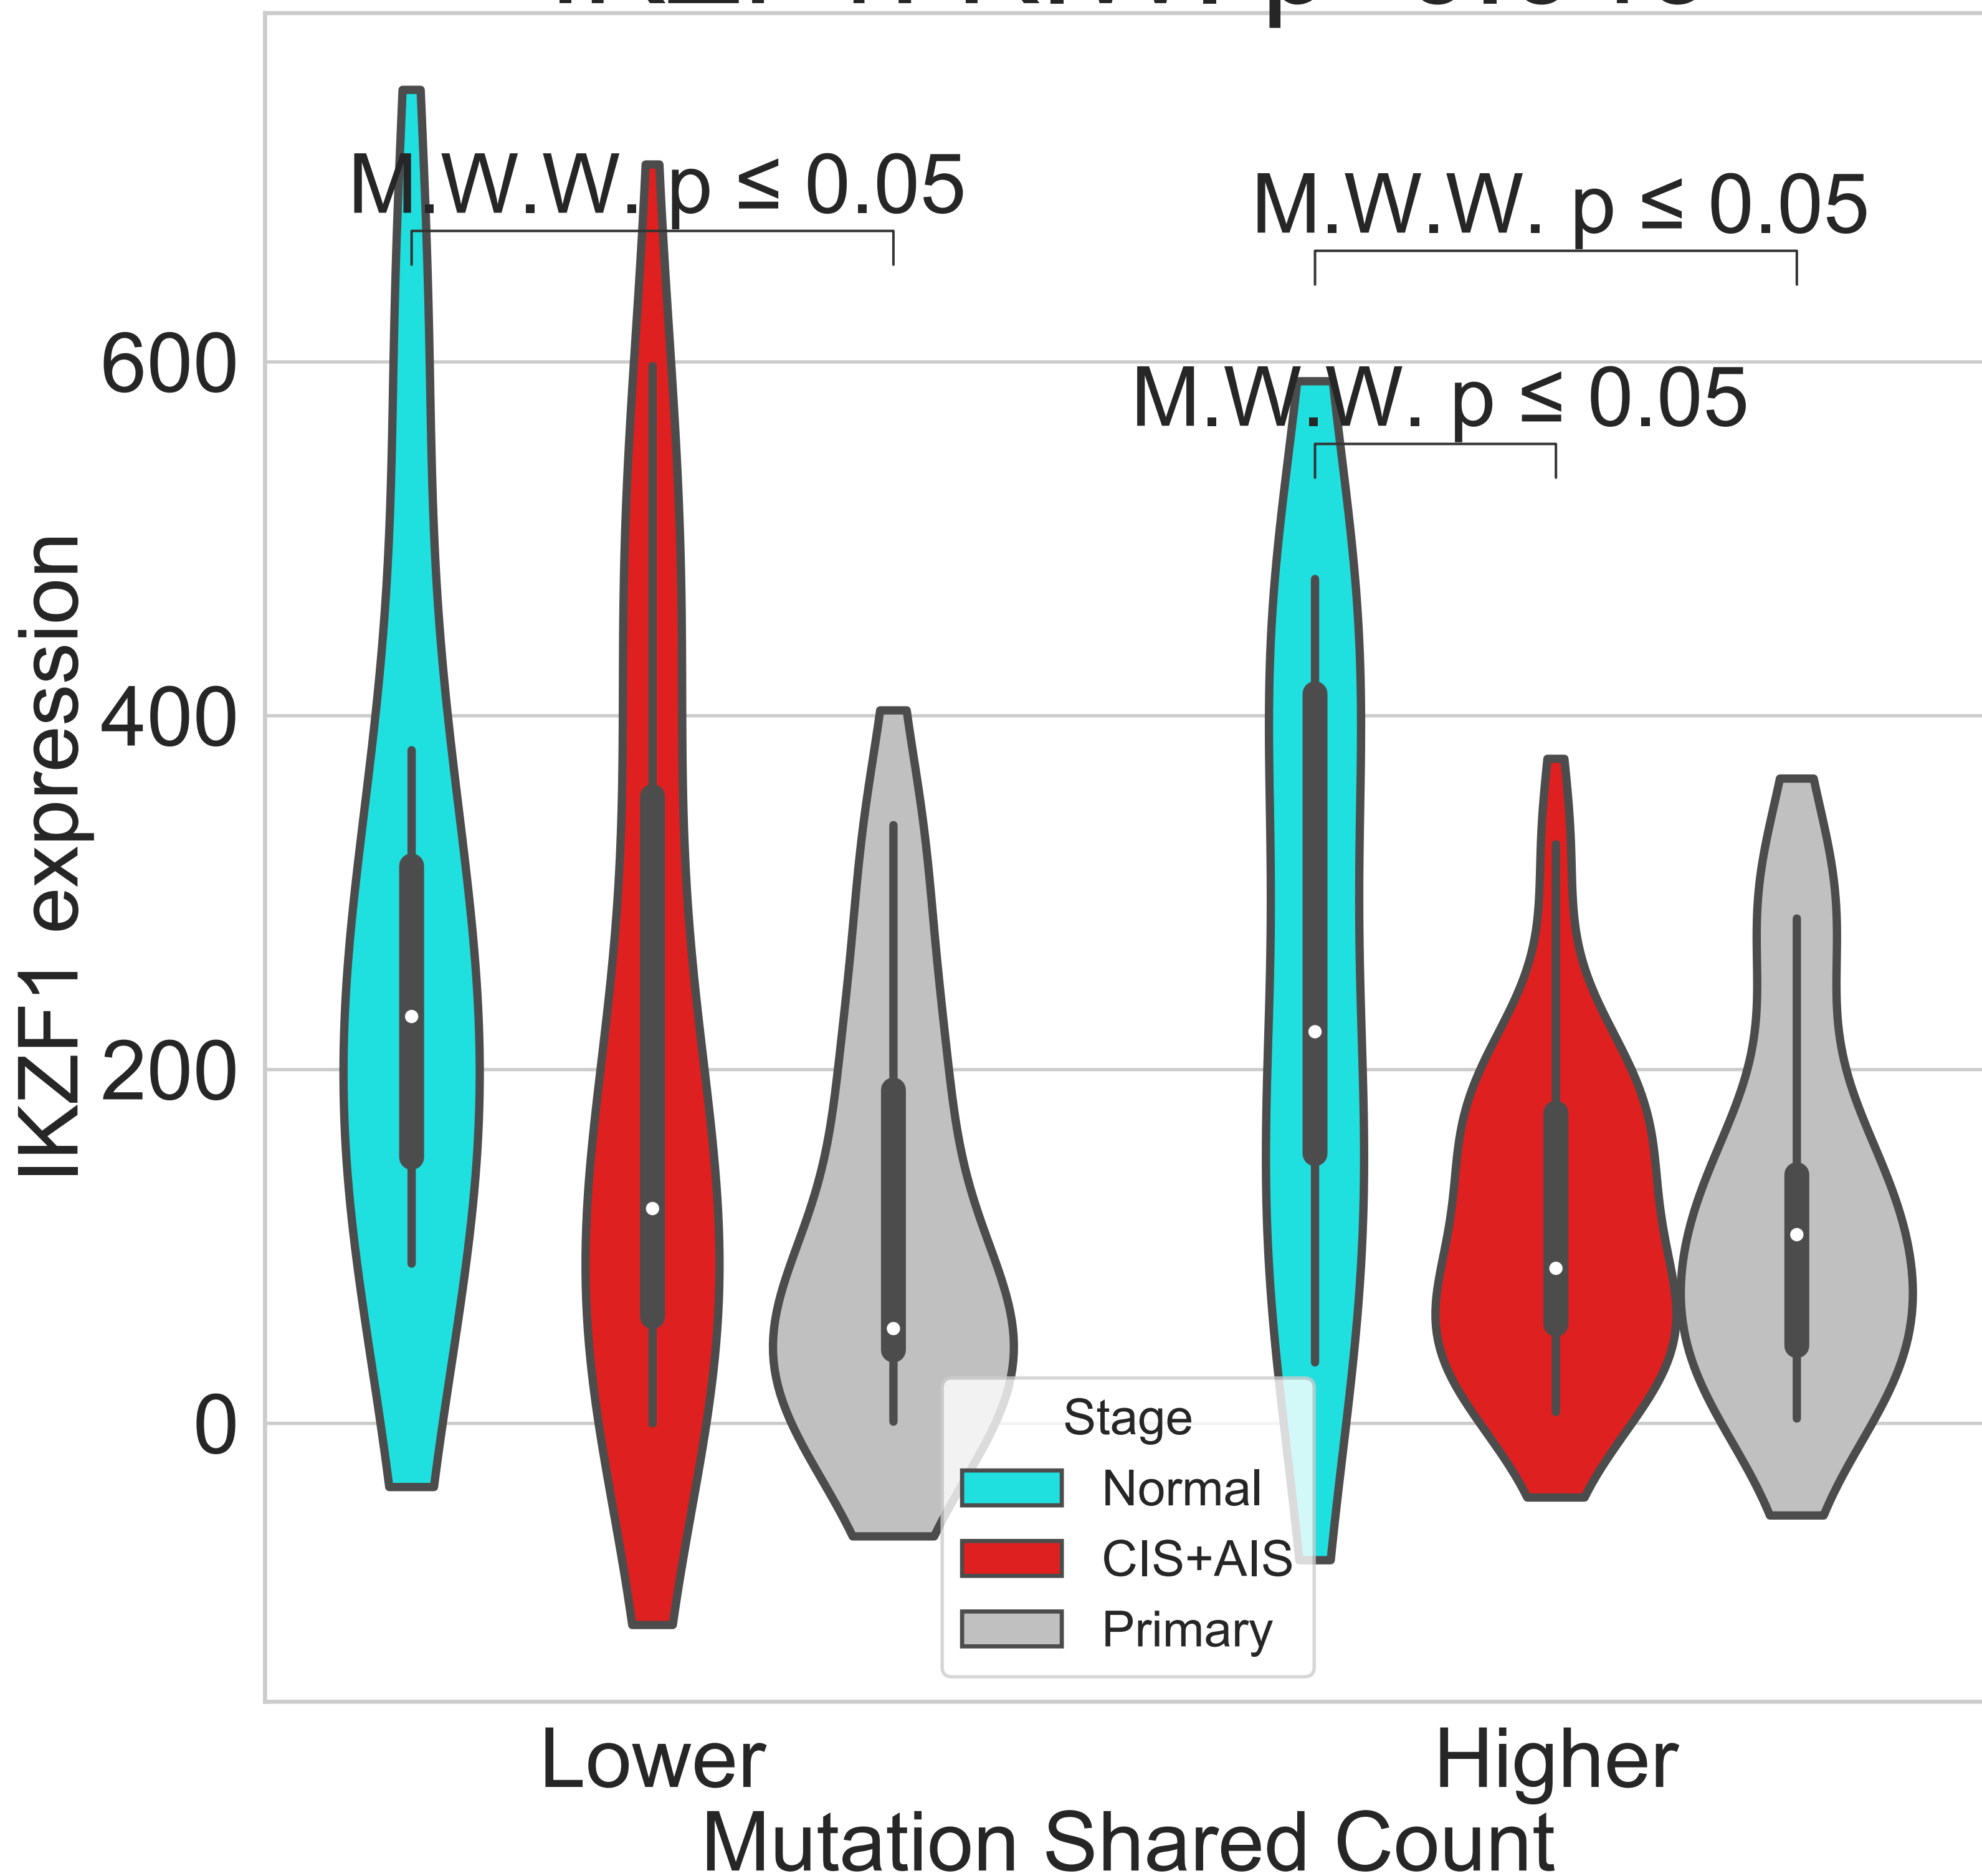 M.W.W. p ≤ 0.05
M.W.W. p ≤ 0.05
M.W.W. p ≤ 0.05
600
400
200
0
IKZF1 expression
Stage
Normal
CIS+AIS
Primary
Lower
Higher
Mutation Shared Count